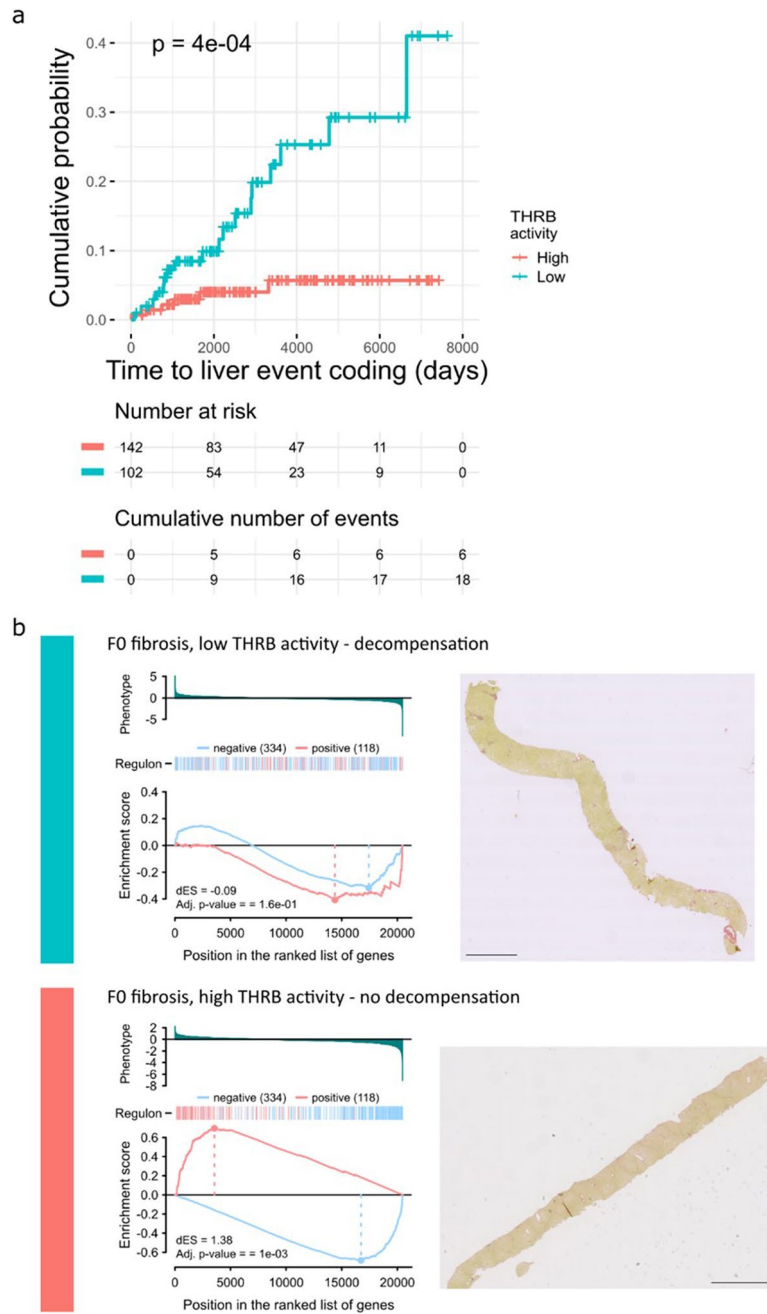 a
p = 4e-04
Cumulative probability
0.4
0.3
0.2
0.1
0.0
0 2000 4000 6000 8000
Time to liver event coding (days)
THRB
activity
High
Low
Number at risk
142 83 47 11 0
102 54 23 9 0
Cumulative number of events
0 5 6 6 6
0 9 16 17 18
b
F0 fibrosis, low THRB activity - decompensation
Phenotype
5
0
-5
negative (334) positive (118)
Regulon
Enrichment score
0.4
0.2
0.0
-0.2
-0.4
dES = -0.09
Adj. p-value = = 1.6e-01
0 5000 10000 15000 20000
Position in the ranked list of genes
F0 fibrosis, high THRB activity - no decompensation
Phenotype
2
0
-2
-4
-6
-8
negative (334) positive (118)
Regulon
Enrichment score
0.6
0.4
0.2
0.0
-0.2
-0.4
-0.6
dES = 1.38
Adj. p-value = = 1e-03
0 5000 10000 15000 20000
Position in the ranked list of genes